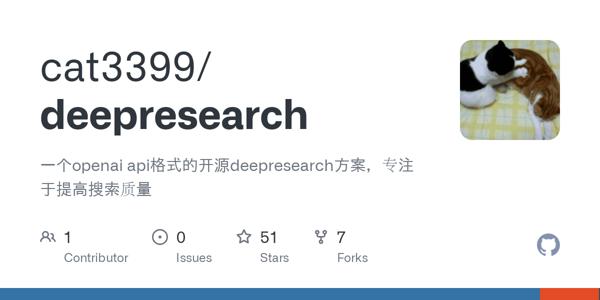 cat3399/
deepresearch
一个openai api格式的开源deepresearch方案，专注
于提高搜索质量
1 0 51 7
Contributor Issues Stars Forks